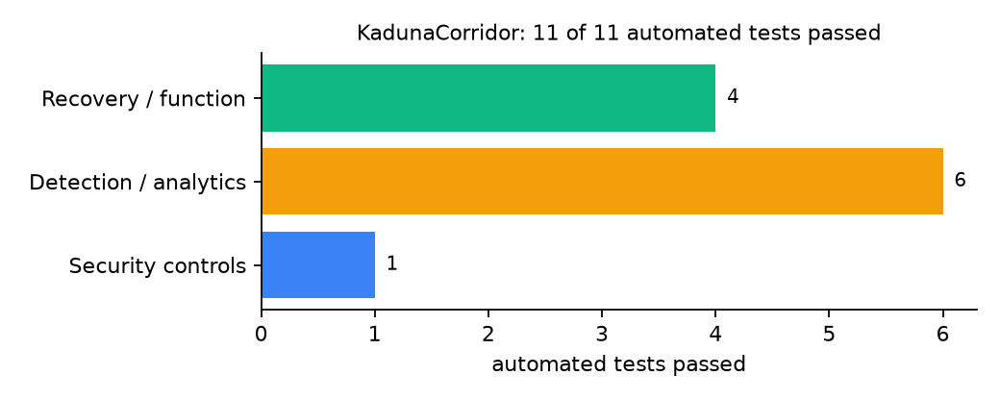 KadunaCorridor: 11 of 11 automated tests passed
Recovery / function
4
Detection / analytics
6
Security controls
1
0 1 2 3 4 5 6
automated tests passed